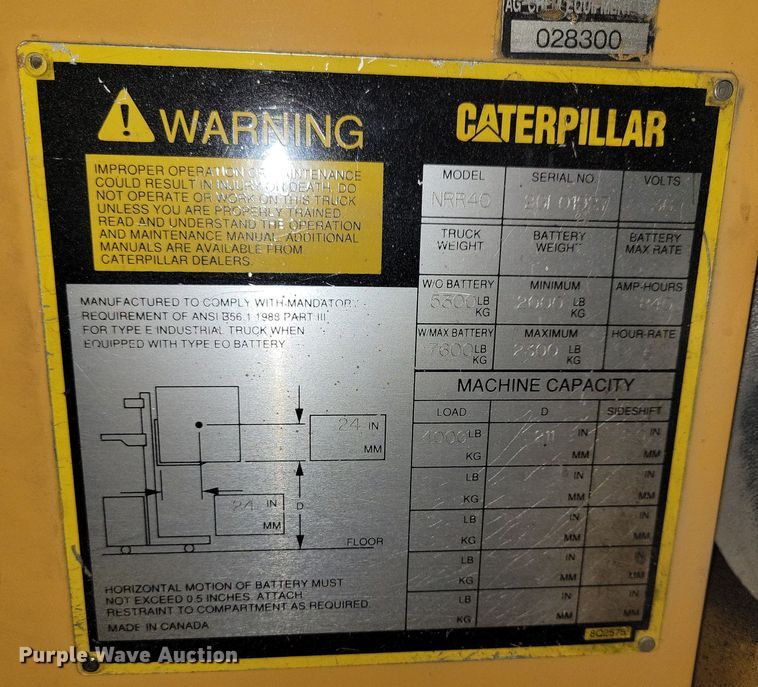 AG-CHEM EQUIPMENT
028300
WARNING
IMPROPER OPERATION OR MAINTENANCE
COULD RESULT IN INJURY OR DEATH. DO
NOT OPERATE OR WORK ON THIS TRUCK
UNLESS YOU ARE PROPERLY TRAINED
READ AND UNDERSTAND THE OPERATION
AND MAINTENANCE MANUAL. ADDITIONAL
MANUALS ARE AVAILABLE FROM
CATERPILLAR DEALERS.
MANUFACTURED TO COMPLY WITH MANDATORY
REQUIREMENT OF ANSI B56.1 1988 PART III
FOR TYPE E INDUSTRIAL TRUCK WHEN
EQUIPPED WITH TYPE EO BATTERY.
24 IN
MM
24 IN
MM
D
FLOOR
HORIZONTAL MOTION OF BATTERY MUST
NOT EXCEED 0.5 INCHES. ATTACH
RESTRAINT TO COMPARTMENT AS REQUIRED.
MADE IN CANADA
CATERPILLAR
MODEL SERIAL NO. VOLTS
NRR40
TRUCK WEIGHT BATTERY WEIGHT BATTERY MAX RATE
W/O BATTERY MINIMUM AMP-HOURS
5300 LB 2000 LB
KG KG
W/MAX BATTERY MAXIMUM HOUR-RATE
7600 LB 2300 LB
KG KG
MACHINE CAPACITY
LOAD D SIDESHIFT
4000 LB 211 IN IN
KG MM MM
LB IN IN
KG MM MM
LB IN IN
KG MM MM
LB IN IN
KG MM MM
LB IN IN
KG MM MM
8Q2575
Purple Wave Auction